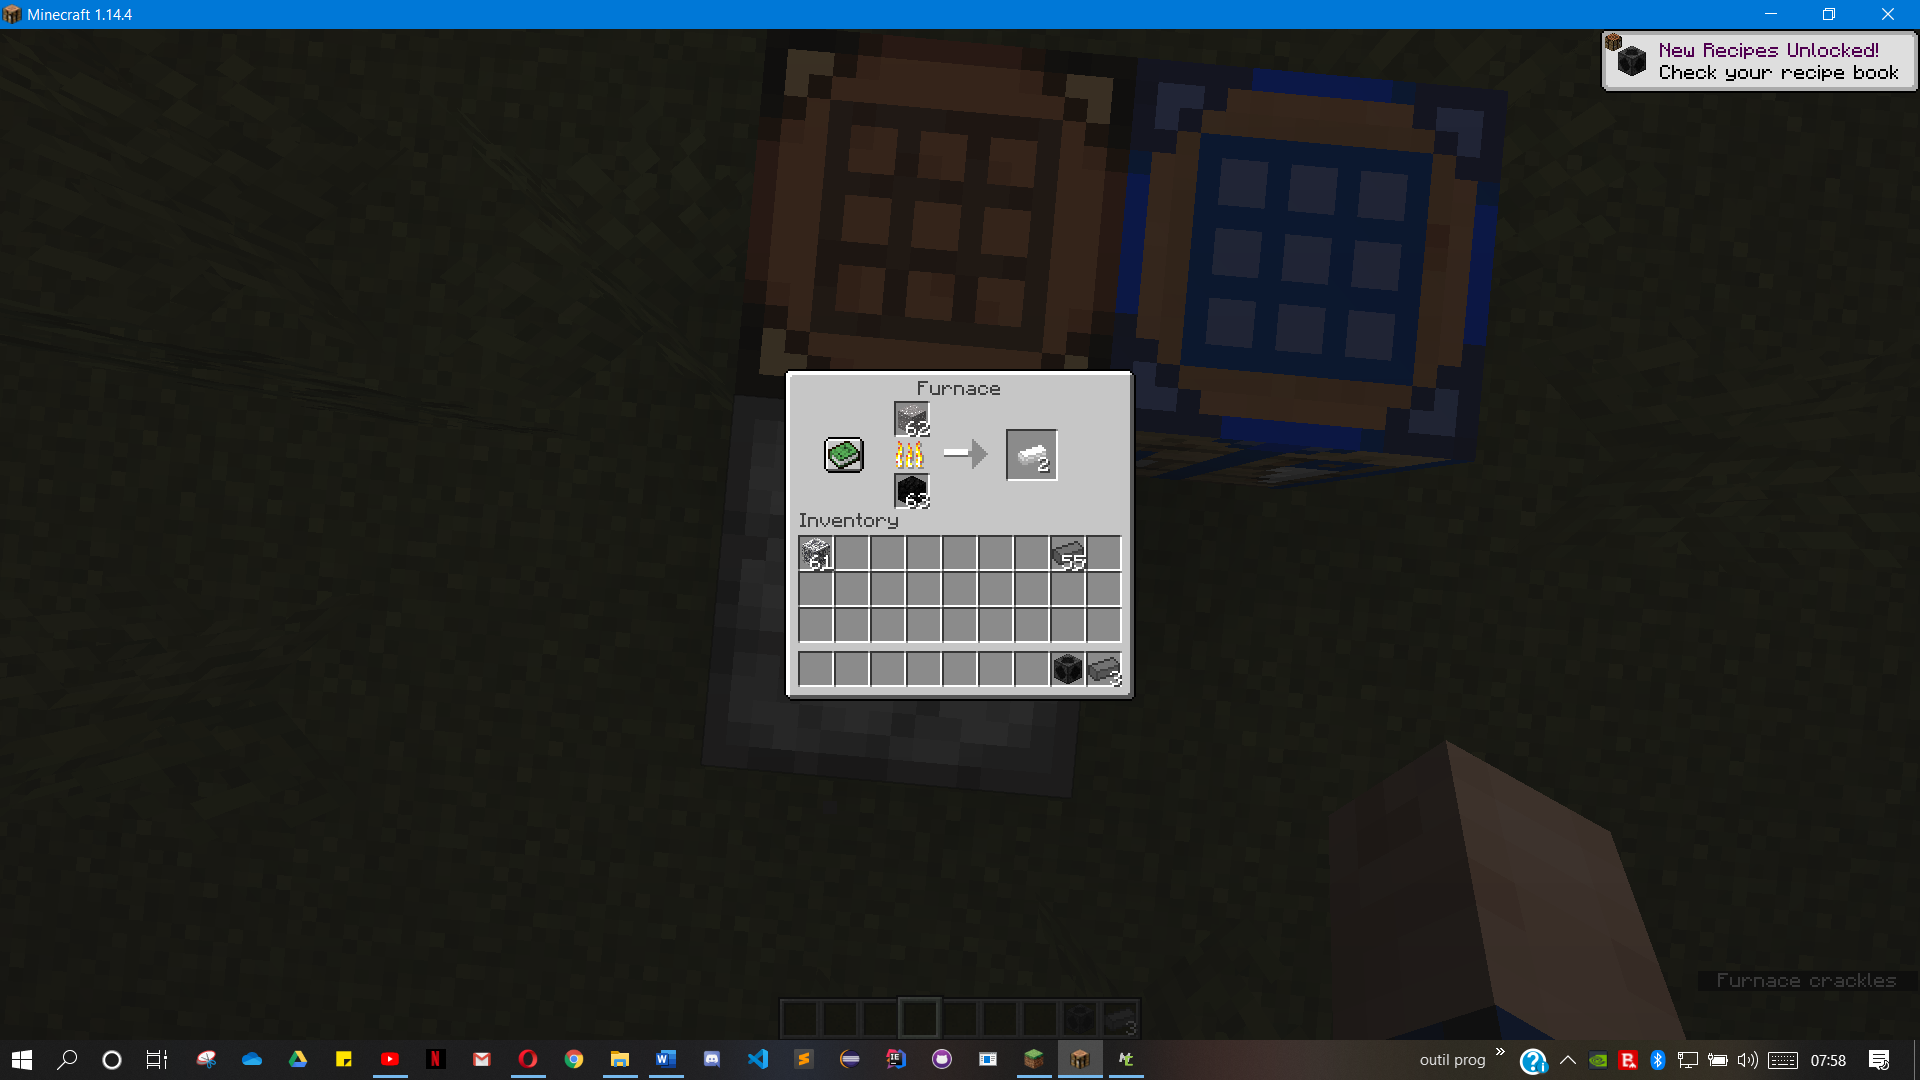 Minecraft 1.14.4
New Recipes Unlocked!
Check your recipe book
Furnace
62
2
63
Inventory
61
55
3
Furnace crackles
3
outil prog
07:58